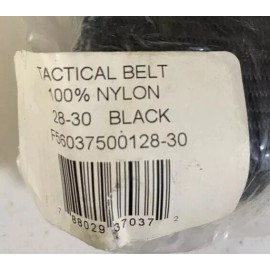 TACTICAL BELT
100% NYLON
28-30 BLACK
F56037500128-30
7 88029 37037 2